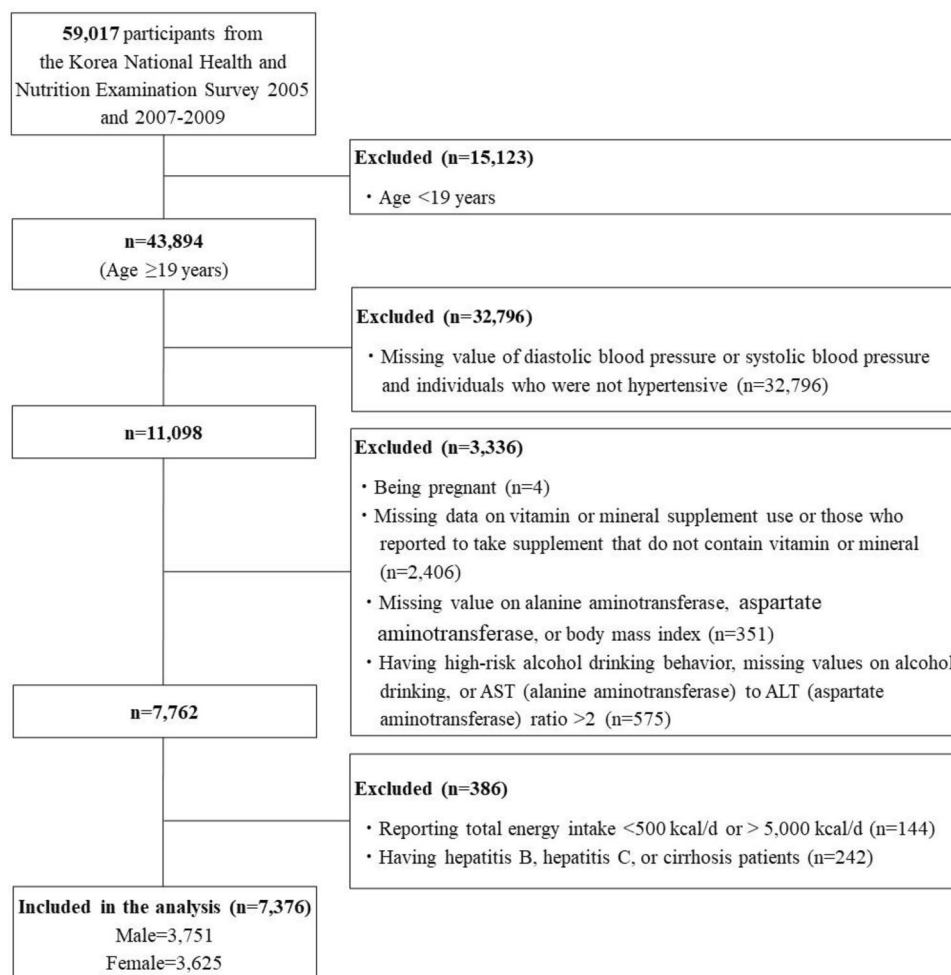 59,017 participants from
the Korea National Health and
Nutrition Examination Survey 2005
and 2007-2009
Excluded (n=15,123)
・Age <19 years
n=43,894
(Age ≥19 years)
Excluded (n=32,796)
・Missing value of diastolic blood pressure or systolic blood pressure
and individuals who were not hypertensive (n=32,796)
n=11,098
Excluded (n=3,336)
・Being pregnant (n=4)
・Missing data on vitamin or mineral supplement use or those who
reported to take supplement that do not contain vitamin or mineral
(n=2,406)
・Missing value on alanine aminotransferase, aspartate
aminotransferase, or body mass index (n=351)
・Having high-risk alcohol drinking behavior, missing values on alcohol
drinking, or AST (alanine aminotransferase) to ALT (aspartate
aminotransferase) ratio >2 (n=575)
n=7,762
Excluded (n=386)
・Reporting total energy intake <500 kcal/d or > 5,000 kcal/d (n=144)
・Having hepatitis B, hepatitis C, or cirrhosis patients (n=242)
Included in the analysis (n=7,376)
Male=3,751
Female=3,625